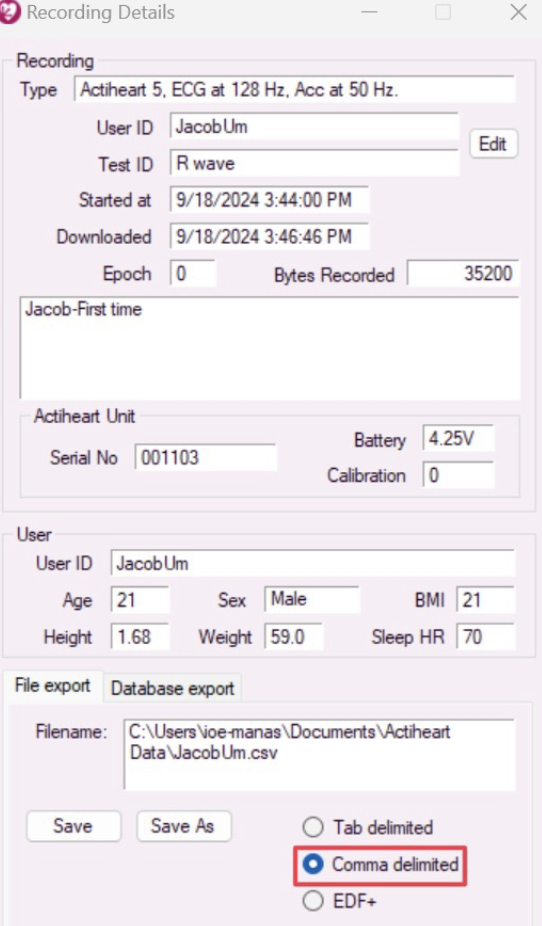 Recording Details
Recording
Type Actiheart 5, ECG at 128 Hz, Acc at 50 Hz.
User ID JacobUm
Edit
Test ID R wave
Started at 9/18/2024 3:44:00 PM
Downloaded 9/18/2024 3:46:46 PM
Epoch 0 Bytes Recorded 35200
Jacob-First time
Actiheart Unit
Battery 4.25V
Serial No 001103
Calibration 0
User
User ID JacobUm
Age 21 Sex Male BMI 21
Height 1.68 Weight 59.0 Sleep HR 70
File export Database export
Filename: C:\Users\ioe-manas\Documents\Actiheart
Data\JacobUm.csv
Save Save As Tab delimited
Comma delimited
EDF+